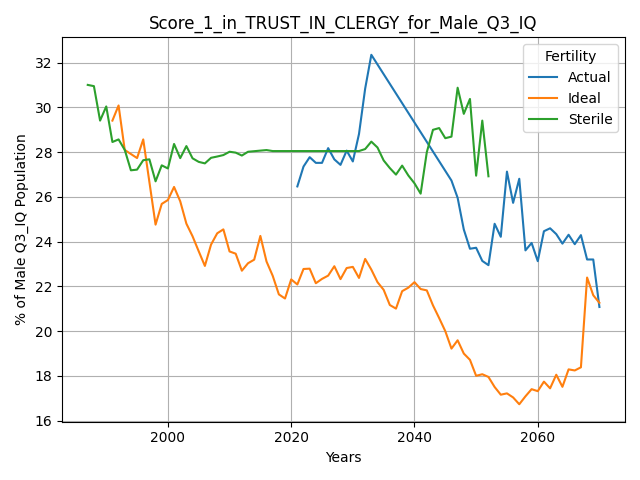 Score_1_in_TRUST_IN_CLERGY_for_Male_Q3_IQ
Fertility
Actual
Ideal
Sterile
% of Male Q3_IQ Population
32
30
28
26
24
22
20
18
16
2000
2020
2040
2060
Years